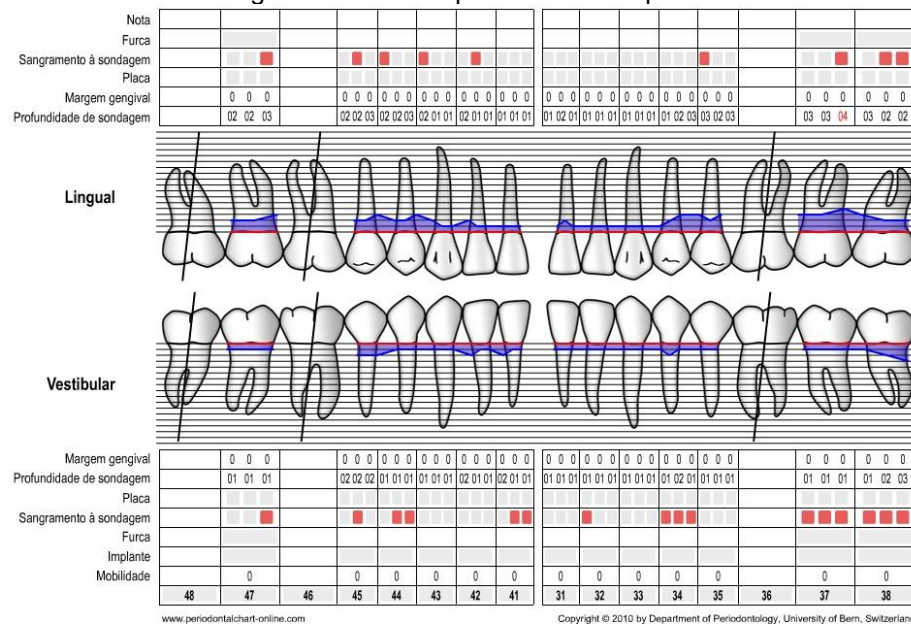 Nota
Furca
Sangramento à sondagem
Placa
Margem gengival 0 0 0 0 0 0 0 0 0 0 0 0 0 0 0 0 0 0 0 0 0 0 0 0 0 0 0 0 0 0 0 0 0 0 0 0 0 0 0
Profundidade de sondagem 02 02 03 02 02 03 02 02 03 02 01 01 02 01 01 01 01 01 01 02 01 01 01 01 01 01 01 01 02 03 03 02 03 03 03 04 03 02 02
Lingual
Vestibular
Margem gengival 0 0 0 0 0 0 0 0 0 0 0 0 0 0 0 0 0 0 0 0 0 0 0 0 0 0 0 0 0 0 0 0 0 0 0 0 0 0 0
Profundidade de sondagem 01 01 01 02 02 02 01 01 01 01 01 01 02 01 01 02 01 01 01 01 01 01 01 01 01 01 01 01 02 01 01 01 01 01 01 01 01 02 03
Placa
Sangramento à sondagem
Furca
Implante
Mobilidade 0 0 0 0 0 0 0 0 0 0 0 0 0
48 47 46 45 44 43 42 41 31 32 33 34 35 36 37 38
www.periodontalchart-online.com Copyright © 2010 by Department of Periodontology, University of Bern,